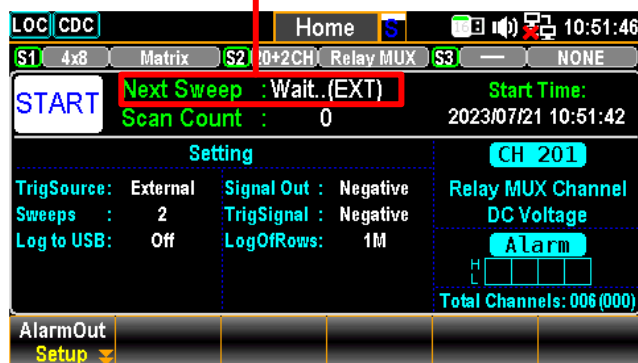 LOC CDC Home S 16 10:51:46
S1 4x8 Matrix S2 20+2CH Relay MUX S3 — NONE
START
Next Sweep : Wait..(EXT)
Scan Count : 0
Start Time:
2023/07/21 10:51:42
Setting
TrigSource: External Signal Out : Negative
Sweeps : 2 TrigSignal : Negative
Log to USB: Off LogOfRows: 1M
CH 201
Relay MUX Channel
DC Voltage
Alarm
H
L
Total Channels: 006 (000)
AlarmOut
Setup